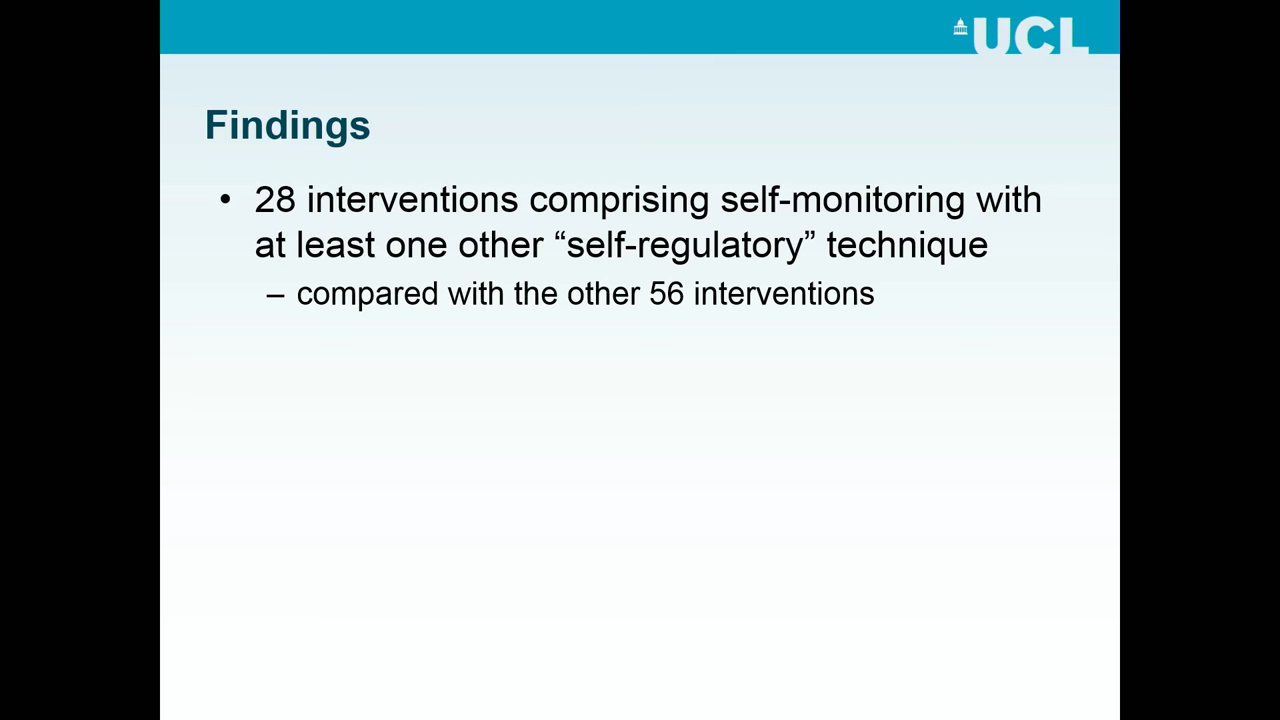 UCL
Findings
• 28 interventions comprising self-monitoring with
at least one other “self-regulatory” technique
– compared with the other 56 interventions